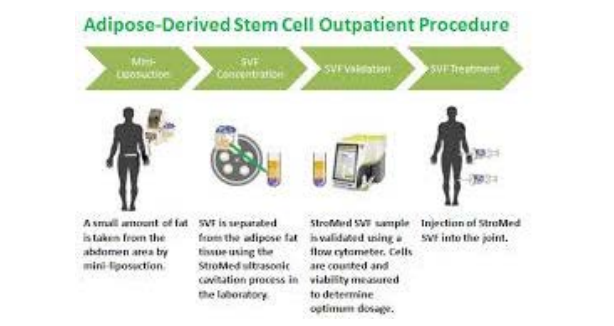 Adipose-Derived Stem Cell Outpatient Procedure
Mini-
Liposuction
SVF
Concentration
SVF Validation
SVF Treatment
A small amount of fat
is taken from the
abdomen area by
mini-liposuction.
SVF is separated
from the adipose fat
tissue using the
StroMed ultrasonic
cavitation process in
the laboratory.
StroMed SVF sample
is validated using a
flow cytometer. Cells
are counted and
viability measured
to determine
optimum dosage.
Injection of StroMed
SVF into the joint.